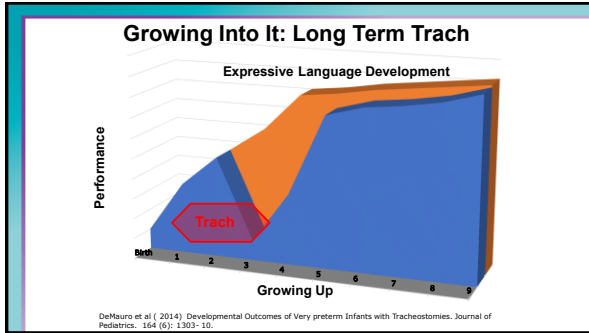 Growing Into It: Long Term Trach
Expressive Language Development
Performance
Trach
Birth 1 2 3 4 5 6 7 8 9
Growing Up
DeMauro et al ( 2014) Developmental Outcomes of Very preterm Infants with Tracheostomies. Journal of
Pediatrics. 164 (6): 1303- 10.